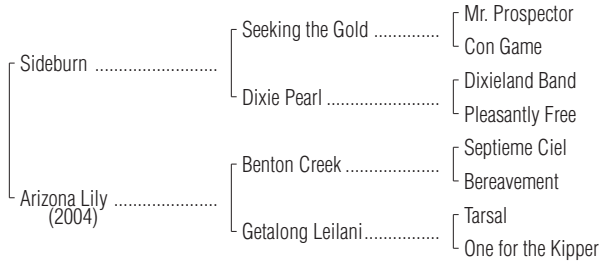 Mr. Prospector
Seeking the Gold ..............
Con Game
Sideburn ..........................
Dixieland Band
Dixie Pearl ........................
Pleasantly Free
Septieme Ciel
Benton Creek ....................
Bereavement
Arizona Lily ......................
(2004)
Tarsal
Getalong Leilani................
One for the Kipper